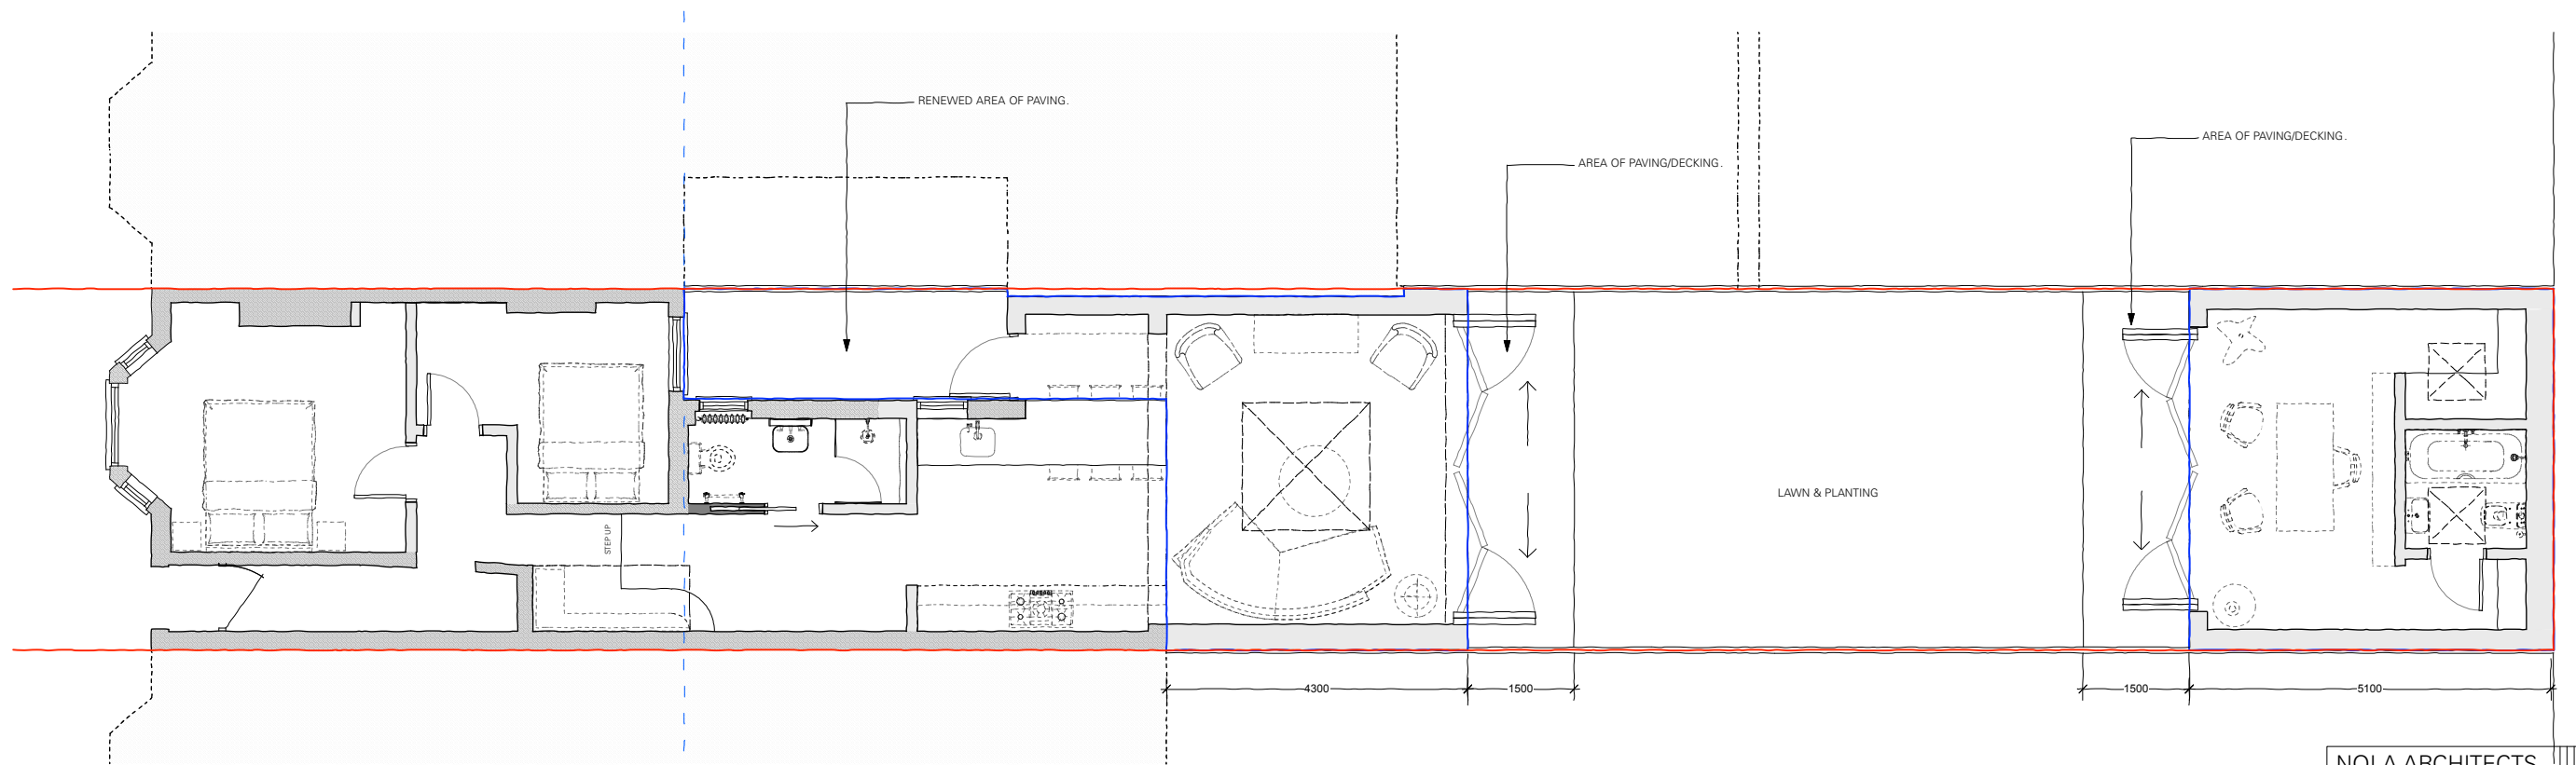 RENEWED AREA OF PAVING.
AREA OF PAVING/DECKING.
AREA OF PAVING/DECKING.
STEP UP
LAWN & PLANTING
4300
1500
1500
5100
NOLA ARCHITECTS